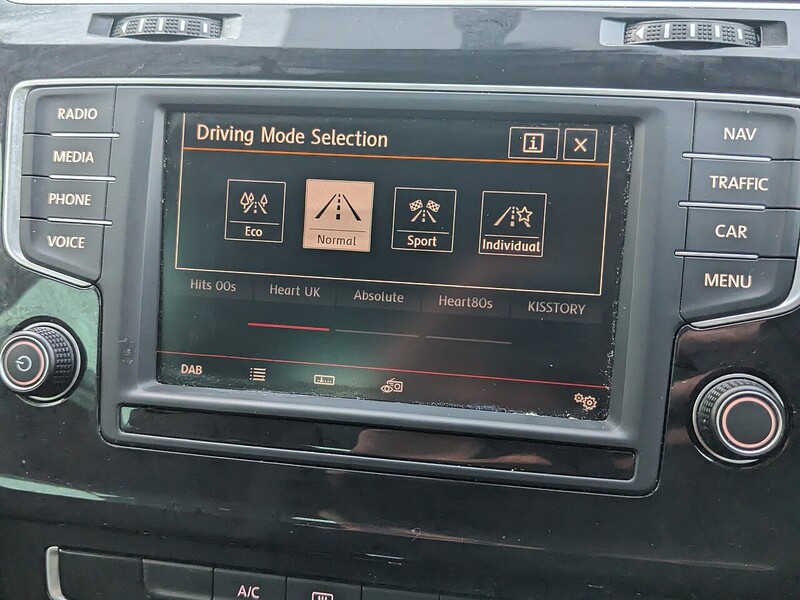 RADIO
MEDIA
PHONE
VOICE
Driving Mode Selection
i
Eco
Normal
Sport
Individual
Hits 00s
Heart UK
Absolute
Heart80s
KISSTORY
DAB
NAV
TRAFFIC
CAR
MENU
A/C